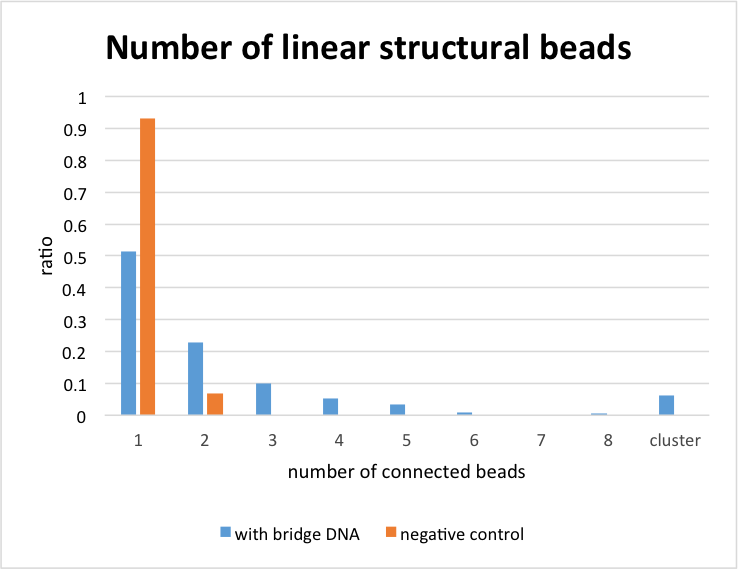 Number of linear structural beads
1
0.9
0.8
0.7
0.6
0.5
0.4
0.3
0.2
0.1
0
ratio
1 2 3 4 5 6 7 8 cluster
number of connected beads
with bridge DNA negative control